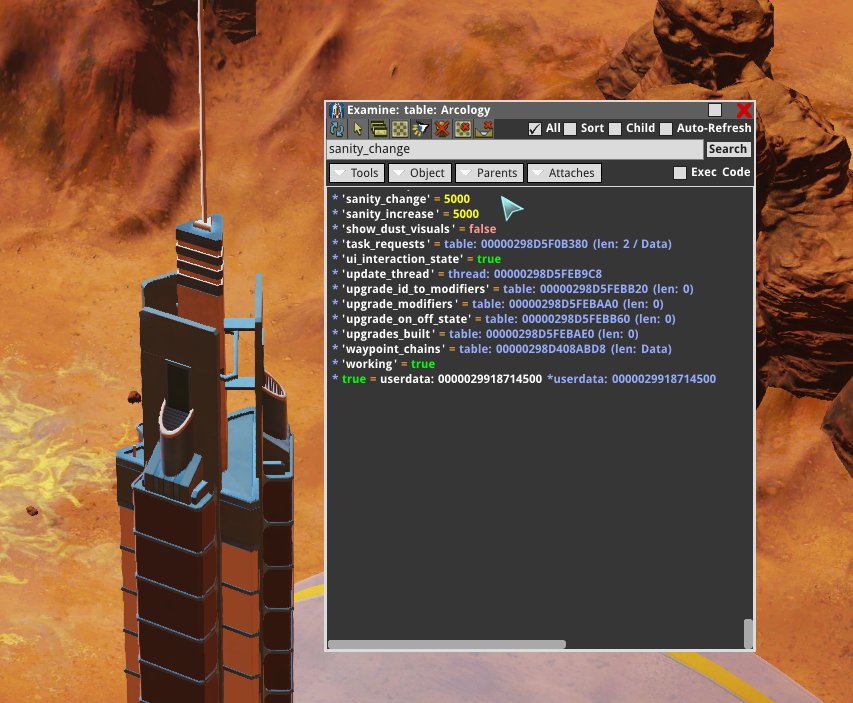 Examine: table: Arcology
All Sort Child Auto-Refresh
sanity_change Search
Tools Object Parents Attaches Exec Code
* 'sanity_change' = 5000
* 'sanity_increase' = 5000
* 'show_dust_visuals' = false
* 'task_requests' = table: 00000298D5F0B380 (len: 2 / Data)
* 'ui_interaction_state' = true
* 'update_thread' = thread: 00000298D5FEB9C8
* 'upgrade_id_to_modifiers' = table: 00000298D5FEBB20 (len: 0)
* 'upgrade_modifiers' = table: 00000298D5FEBAA0 (len: 0)
* 'upgrade_on_off_state' = table: 00000298D5FEBB60 (len: 0)
* 'upgrades_built' = table: 00000298D5FEBAE0 (len: 0)
* 'waypoint_chains' = table: 00000298D408ABD8 (len: Data)
* 'working' = true
* true = userdata: 0000029918714500 *userdata: 0000029918714500